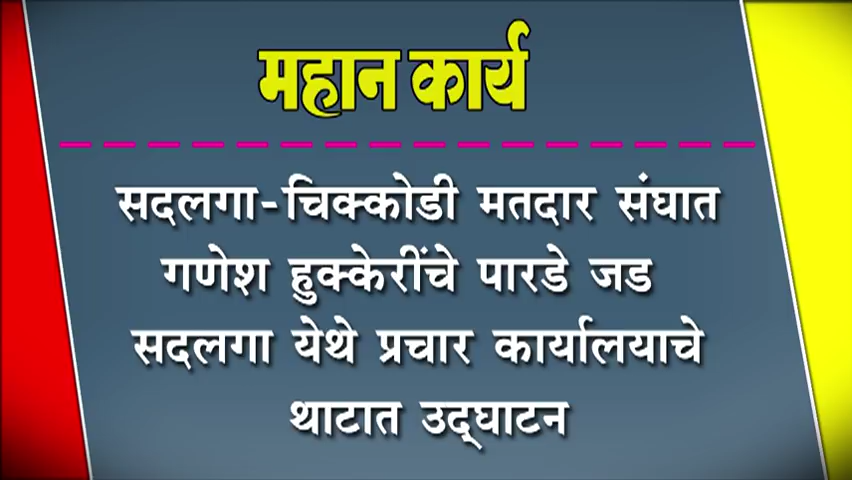 महान कार्य
सदलगा-चिक्कोडी मतदार संघात
गणेश हुक्केरींचे पारडे जड
सदलगा येथे प्रचार कार्यालयाचे
थाटात उद्‌घाटन